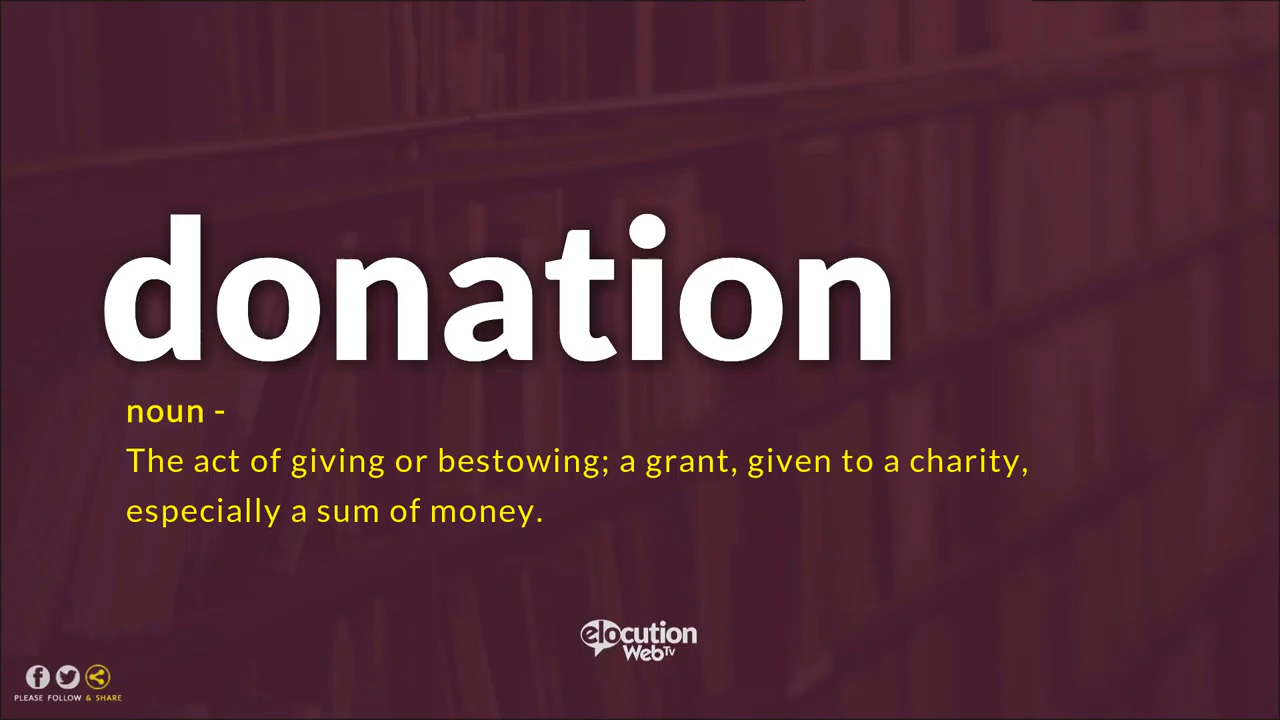 donation
noun -
The act of giving or bestowing; a grant, given to a charity,
especially a sum of money.
elocution
WebTv
PLEASE FOLLOW & SHARE